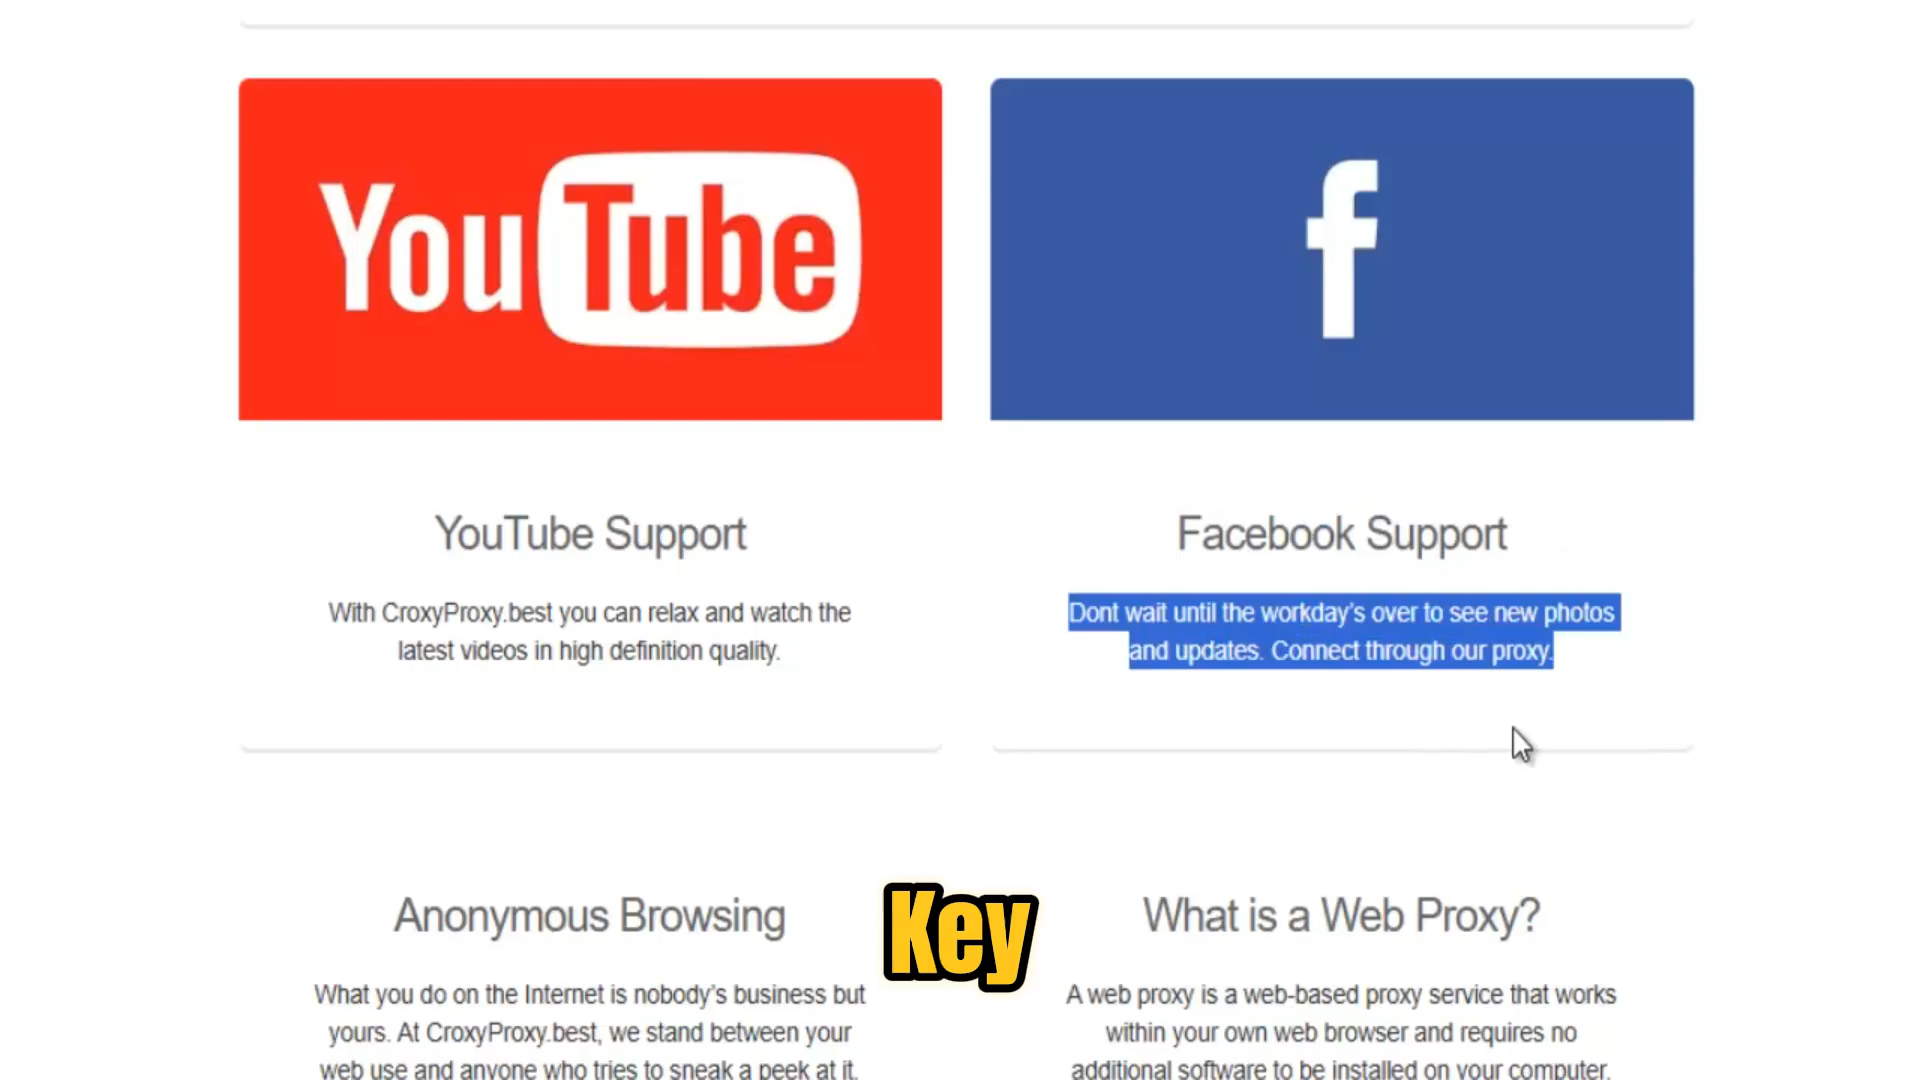 YouTube
f
YouTube Support
With CroxyProxy.best you can relax and watch the
latest videos in high definition quality.
Facebook Support
Dont wait until the workday's over to see new photos
and updates. Connect through our proxy.
Anonymous Browsing
What you do on the Internet is nobody's business but
yours. At CroxyProxy.best, we stand between your
web use and anyone who tries to sneak a peek at it.
Key
What is a Web Proxy?
A web proxy is a web-based proxy service that works
within your own web browser and requires no
additional software to be installed on your computer.